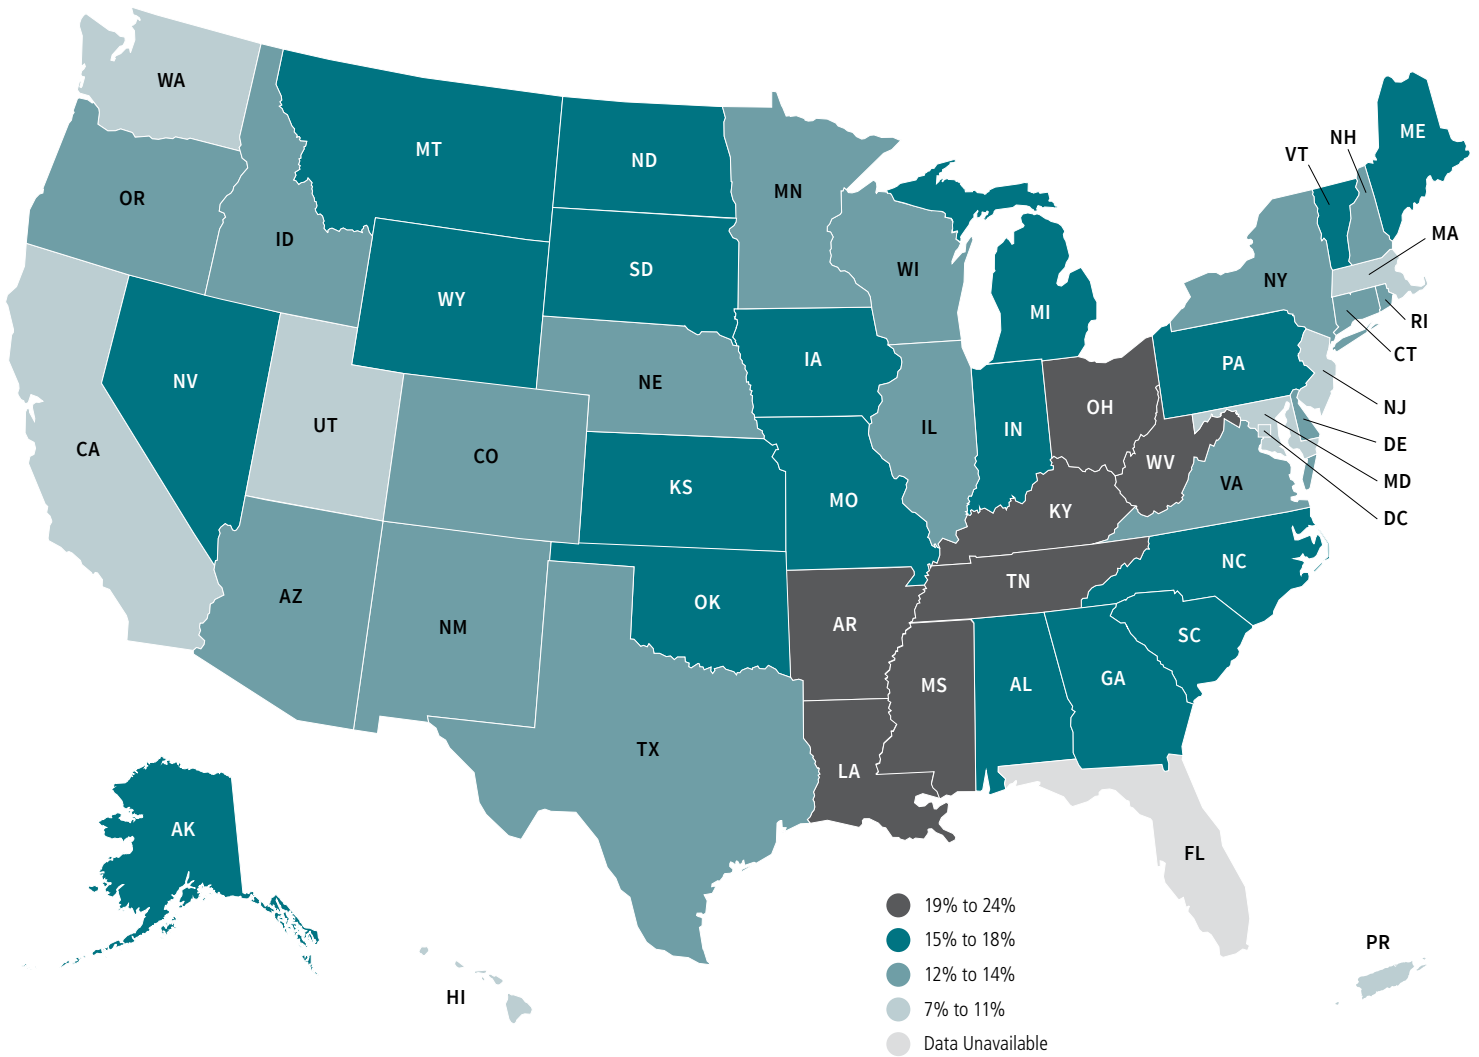 WA
MT
ND
MN
OR
ID
SD
WI
WY
MI
NY
VT
NH
ME
MA
RI
CT
NJ
DE
MD
DC
NV
UT
CA
CO
NE
IA
IL
IN
OH
PA
WV
VA
KS
MO
KY
AZ
NM
OK
AR
TN
NC
SC
TX
MS
AL
GA
LA
FL
AK
HI
PR
19% to 24%
15% to 18%
12% to 14%
7% to 11%
Data Unavailable